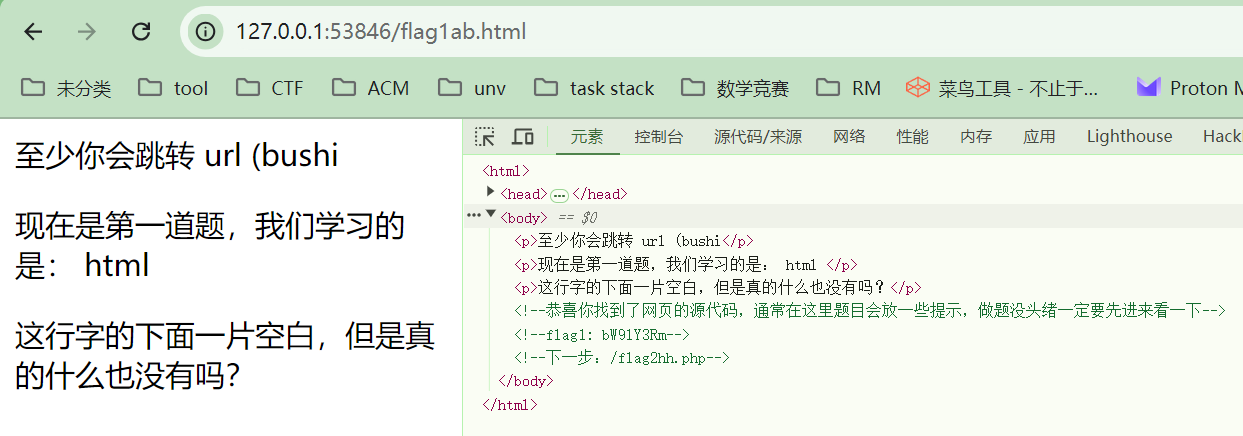 127.0.0.1:53846/flag1ab.html
未分类 tool CTF ACM unv task stack 数学竞赛 RM 菜鸟工具 - 不止于... Proton M
至少你会跳转 url (bushi
现在是第一道题，我们学习的
是： html
这行字的下面一片空白，但是真
的什么也没有吗？
元素 控制台 源代码/来源 网络 性能 内存 应用 Lighthouse Hack
<html>
<head> ... </head>
<body> == $0
<p>至少你会跳转 url (bushi</p>
<p>现在是第一道题，我们学习的是： html </p>
<p>这行字的下面一片空白，但是真的什么也没有吗？</p>
<!--恭喜你找到了网页的源代码，通常在这里题目会放一些提示，做题没头绪一定要先进来看一下-->
<!--flag1: bW91Y3Rm-->
<!--下一步：/flag2hh.php-->
</body>
</html>